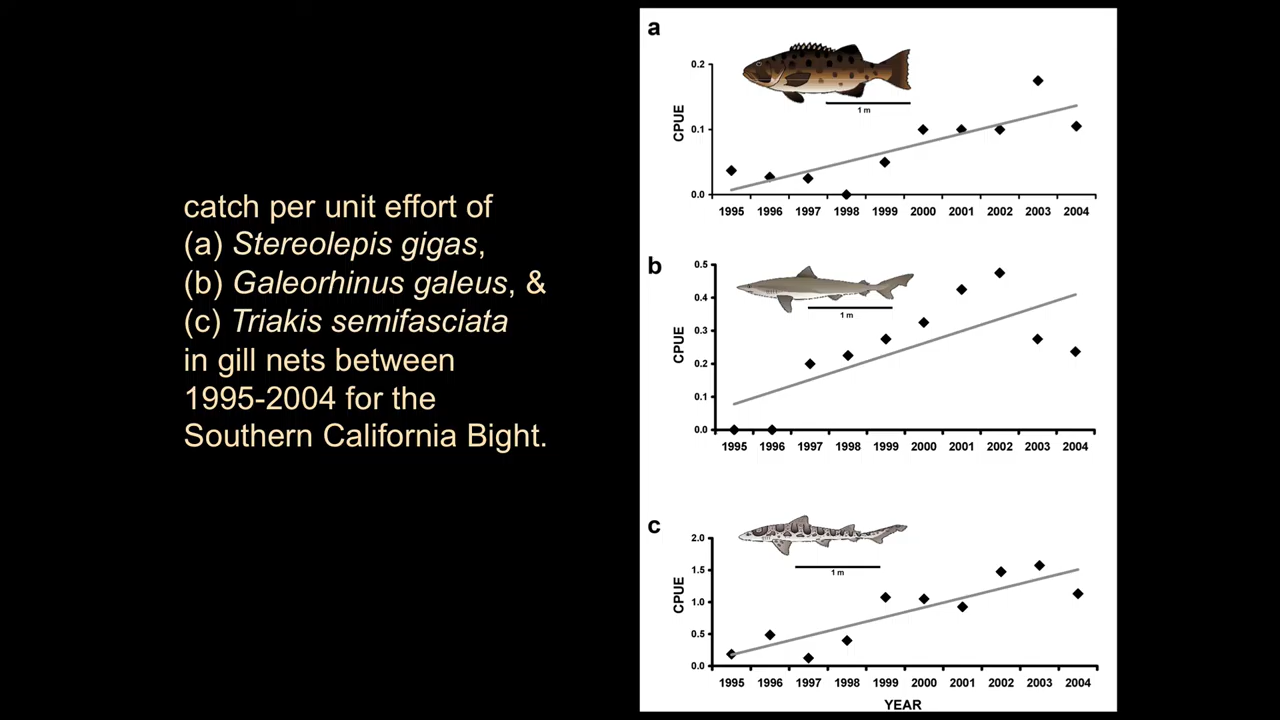 catch per unit effort of
(a) Stereolepis gigas,
(b) Galeorhinus galeus, &
(c) Triakis semifasciata
in gill nets between
1995-2004 for the
Southern California Bight.
a
0.2
0.1
0.0
CPUE
1 m
1995 1996 1997 1998 1999 2000 2001 2002 2003 2004
b
0.5
0.4
0.3
0.2
0.1
0.0
CPUE
1 m
1995 1996 1997 1998 1999 2000 2001 2002 2003 2004
c
2.0
1.5
1.0
0.5
0.0
CPUE
1 m
1995 1996 1997 1998 1999 2000 2001 2002 2003 2004
YEAR